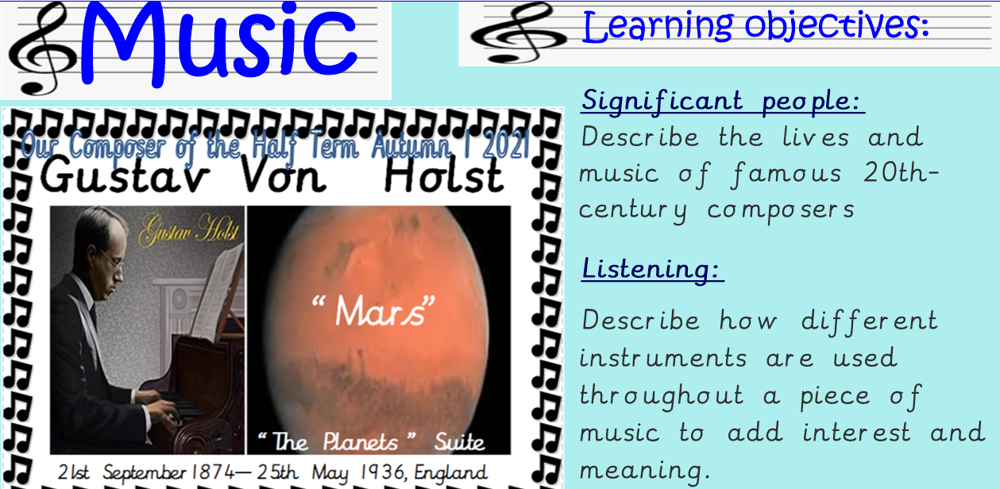 Music
Our Composer of the Half Term Autumn 1 2021
Gustav Von Holst
Gustav Holst
"Mars"
"The Planets" Suite
21st September 1874— 25th May 1936, England
Learning objectives:
Significant people:
Describe the lives and
music of famous 20th-
century composers
Listening:
Describe how different
instruments are used
throughout a piece of
music to add interest and
meaning.